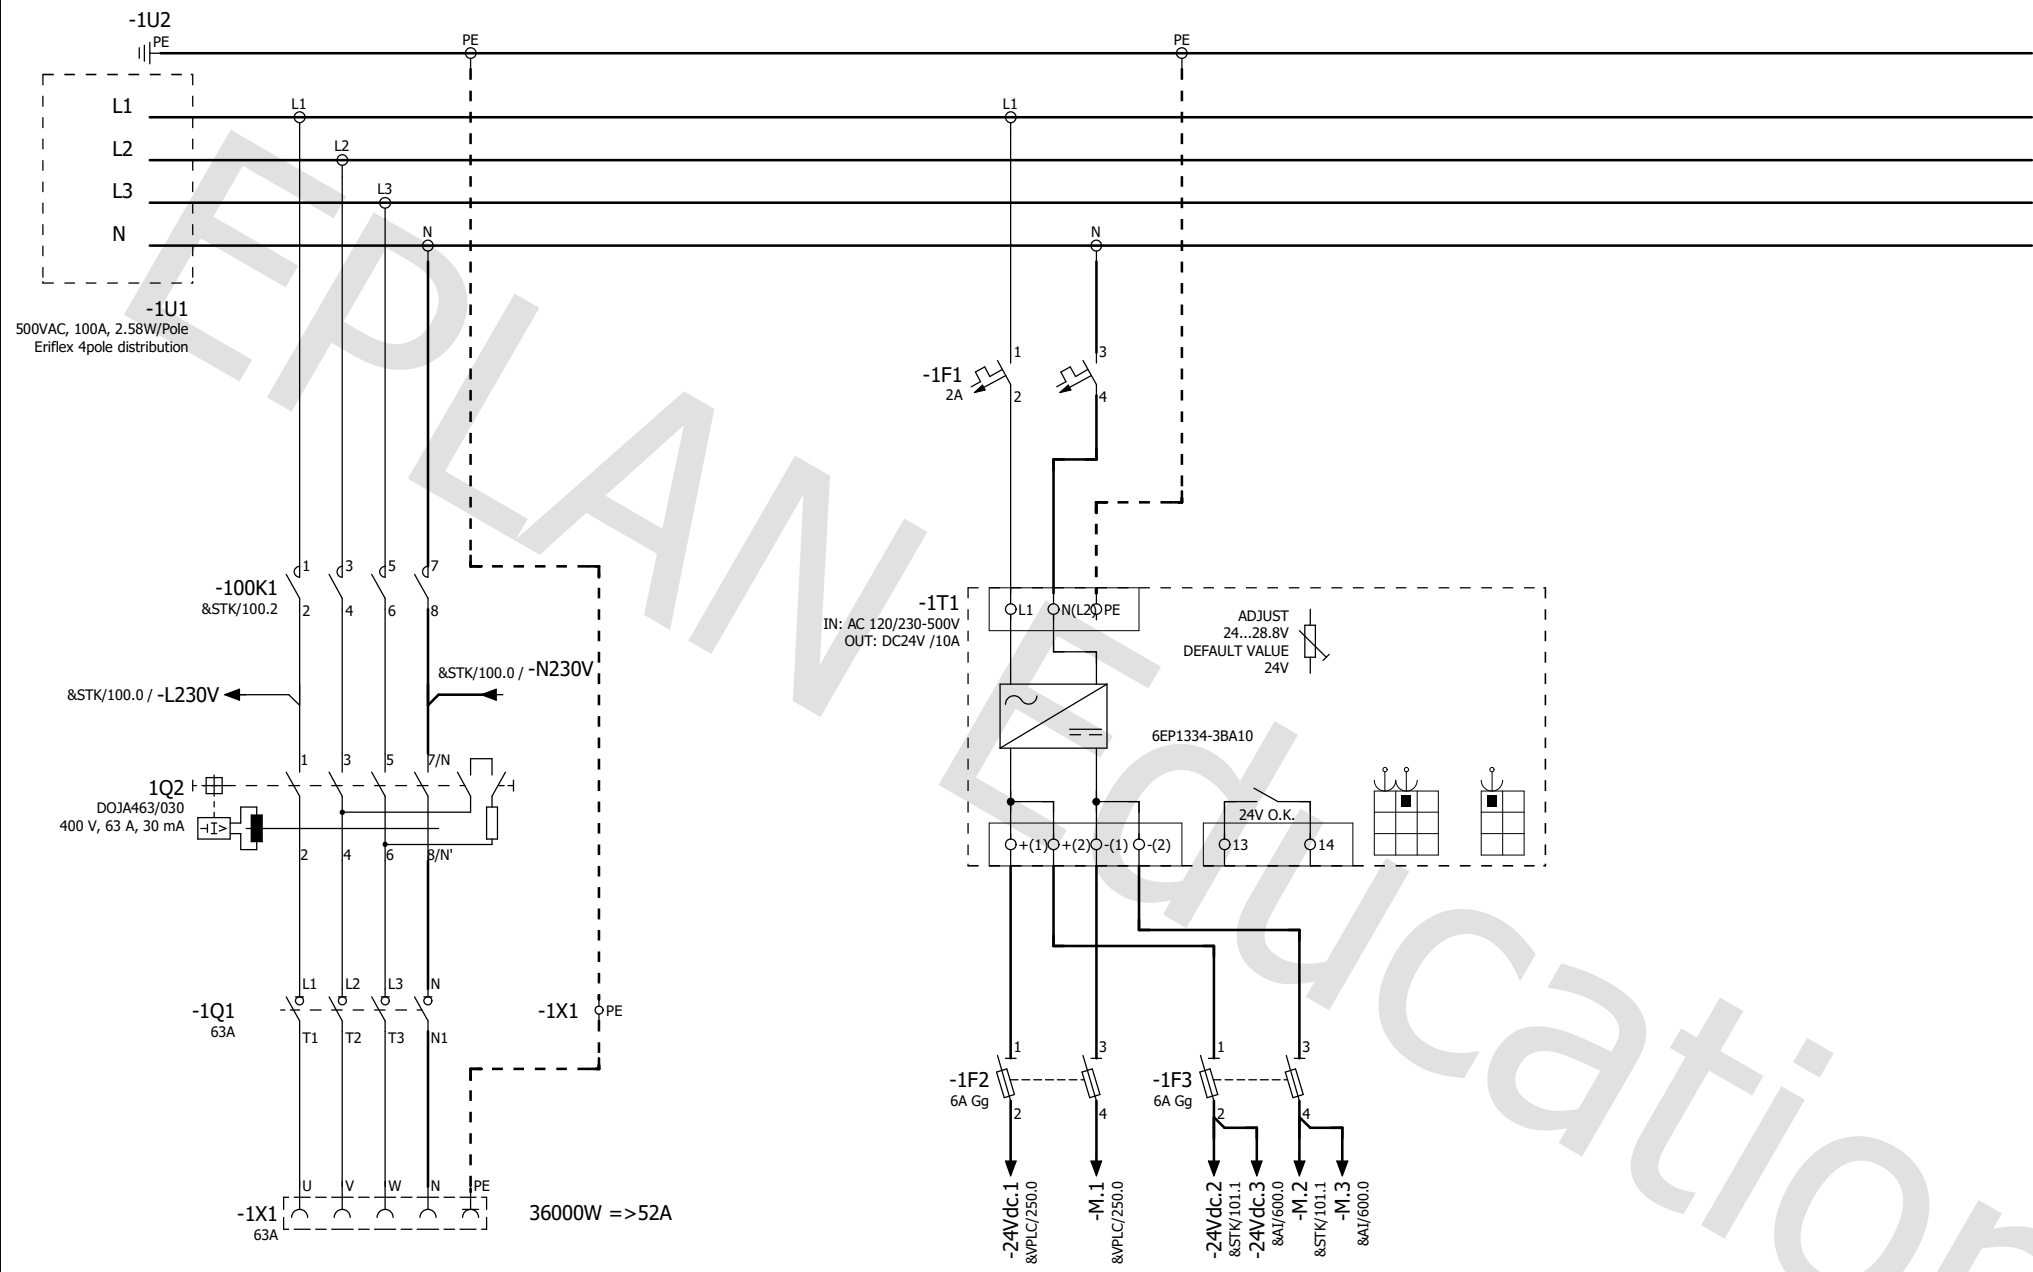 -1U2
PE
PE
PE
L1
L1
L1
L2
L2
L3
L3
N
N
N
-1U1
500VAC, 100A, 2.58W/Pole
Eriflex 4pole distribution
1
3
-1F1
2A
2
4
1
3
5
7
-100K1
&STK/100.2
2
4
6
8
-1T1
IN: AC 120/230-500V
OUT: DC24V /10A
L1
N(L2)
PE
ADJUST
24...28.8V
DEFAULT VALUE
24V
&STK/100.0 / -N230V
&STK/100.0 / -L230V
6EP1334-3BA10
1
3
5
7/N
1Q2
DOJA463/030
400 V, 63 A, 30 mA
I>
2
4
6
8/N'
24V O.K.
+(1)
+(2)
-(1)
-(2)
13
14
L1
L2
L3
N
-1Q1
63A
T1
T2
T3
N1
-1X1
PE
1
3
1
3
-1F2
6A Gg
2
4
-1F3
6A Gg
2
4
U
V
W
N
PE
-1X1
63A
36000W =>52A
-24Vdc.1
&VPLC/250.0
-M.1
&VPLC/250.0
-24Vdc.2
&STK/101.1
-24Vdc.3
&AI/600.0
-M.2
&STK/101.1
-M.3
&AI/600.0
EPLAN Education